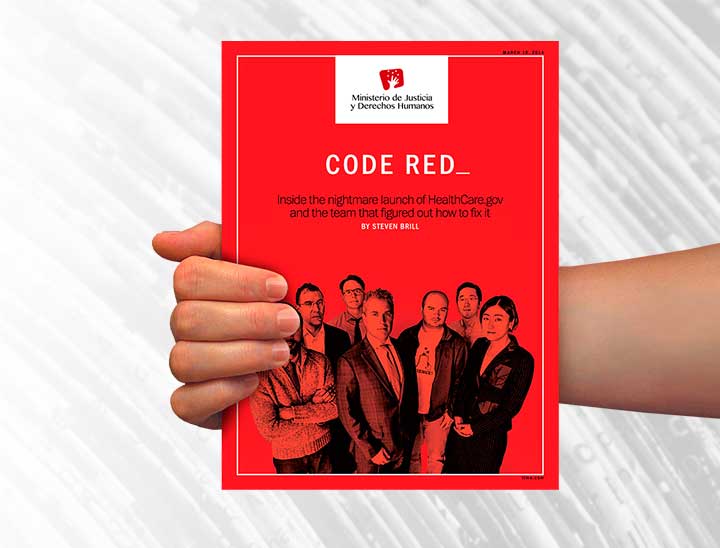 MARCH 10, 2014
Ministerio de Justicia
y Derechos Humanos
CODE RED_
Inside the nightmare launch of HealthCare.gov
and the team that figured out how to fix it
BY STEVEN BRILL
TIME.COM